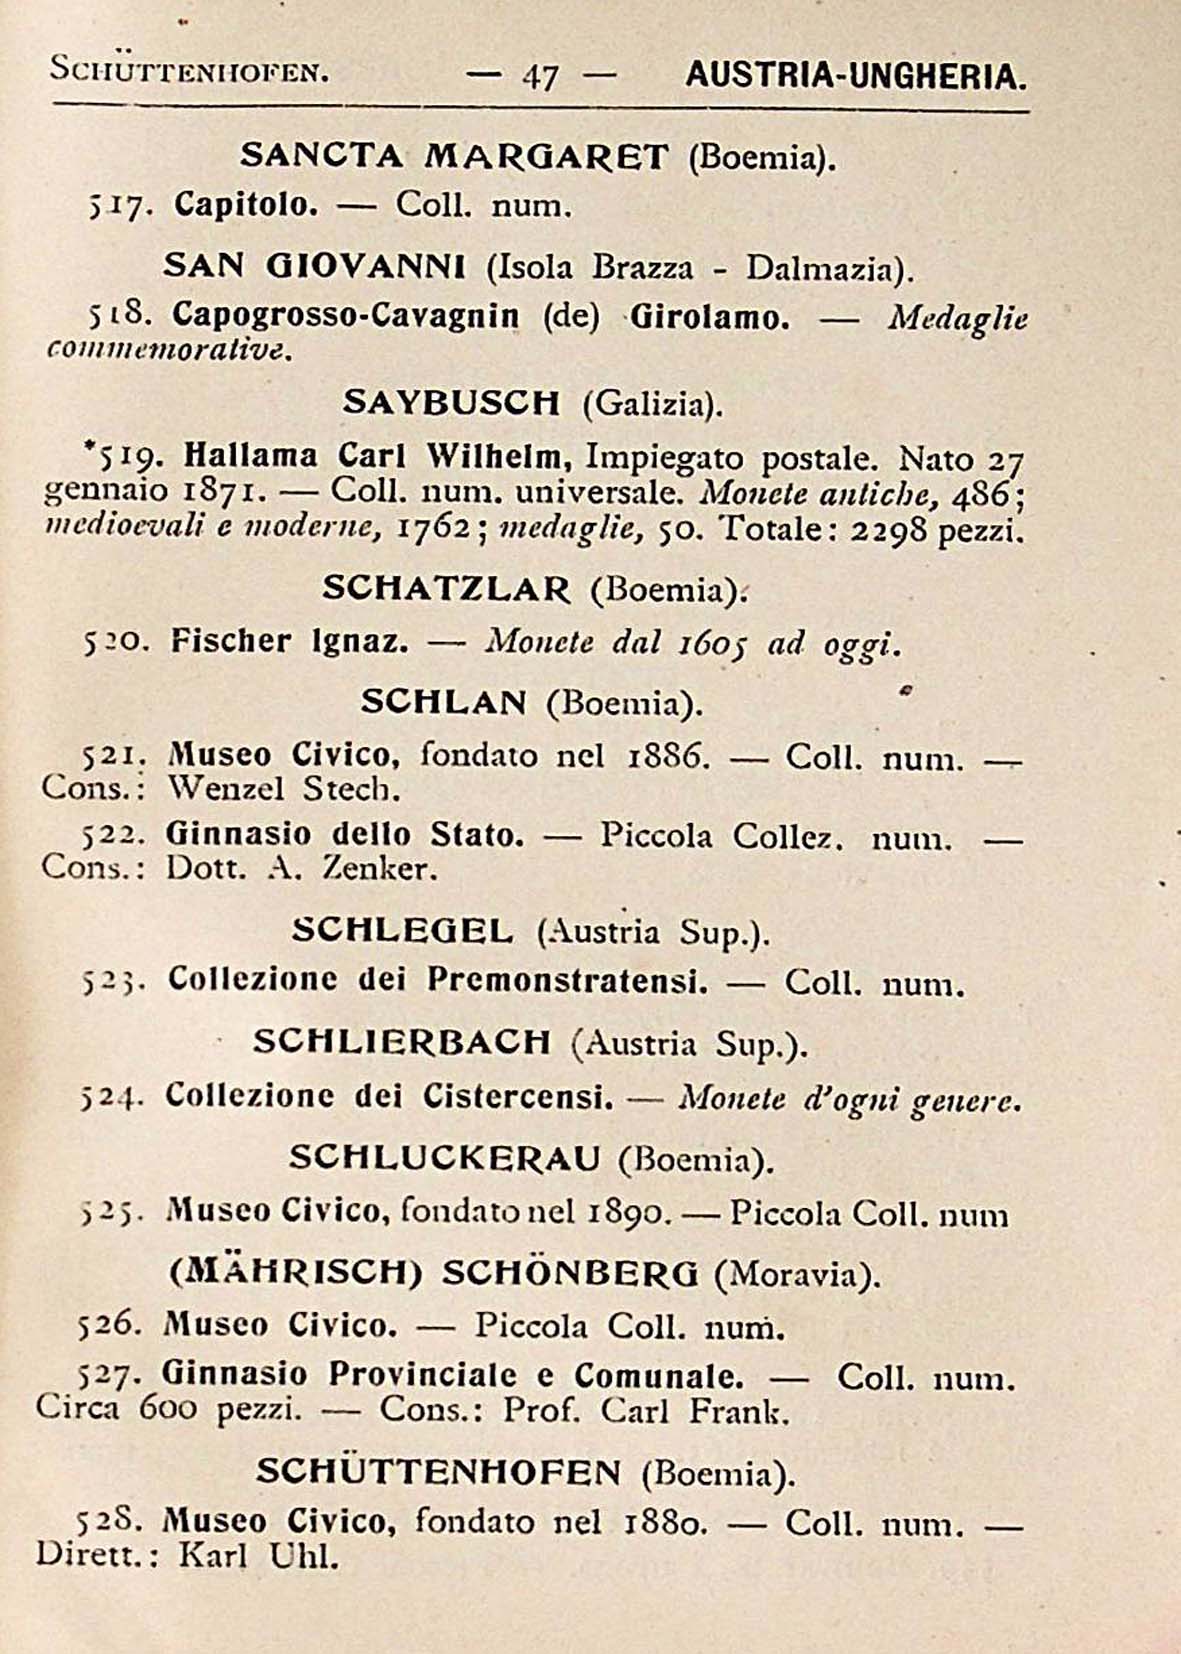 SCHÜTTENHOFEN. — 47 — AUSTRIA-UNGHERIA.
SANCTA MARGARET (Boemia).
517. Capitolo. — Coll. num.
SAN GIOVANNI (Isola Brazza - Dalmazia).
518. Capogrosso-Cavagnin (de) Girolamo. — Medaglie
commemorative.
SAYBUSCH (Galizia).
*519. Hallama Carl Wilhelm, Impiegato postale. Nato 27
gennaio 1871. — Coll. num. universale. Monete antiche, 486;
medioevali e moderne, 1762; medaglie, 50. Totale: 2298 pezzi.
SCHATZLAR (Boemia).
520. Fischer Ignaz. — Monete dal 1605 ad oggi.
SCHLAN (Boemia).
521. Museo Civico, fondato nel 1886. — Coll. num. —
Cons.: Wenzel Stech.
522. Ginnasio dello Stato. — Piccola Collez. num. —
Cons.: Dott. A. Zenker.
SCHLEGEL (Austria Sup.).
523. Collezione dei Premonstratensi. — Coll. num.
SCHLIERBACH (Austria Sup.).
524. Collezione dei Cistercensi. — Monete d'ogni genere.
SCHLUCKERAU (Boemia).
525. Museo Civico, fondato nel 1890. — Piccola Coll. num
(MÄHRISCH) SCHÖNBERG (Moravia).
526. Museo Civico. — Piccola Coll. num.
527. Ginnasio Provinciale e Comunale. — Coll. num.
Circa 600 pezzi. — Cons.: Prof. Carl Frank.
SCHÜTTENHOFEN (Boemia).
528. Museo Civico, fondato nel 1880. — Coll. num. —
Dirett.: Karl Uhl.